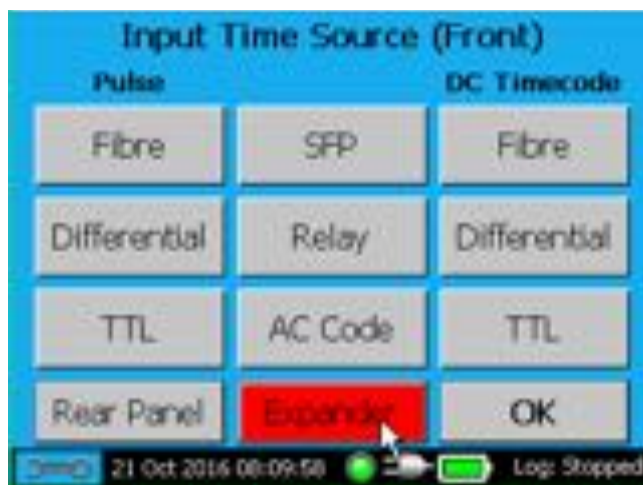 Input Time Source (Front)
Pulse DC Timecode
Fibre SFP Fibre
Differential Relay Differential
TTL AC Code TTL
Rear Panel Expander OK
21 Oct 2016 08:09:58 Log: Stopped